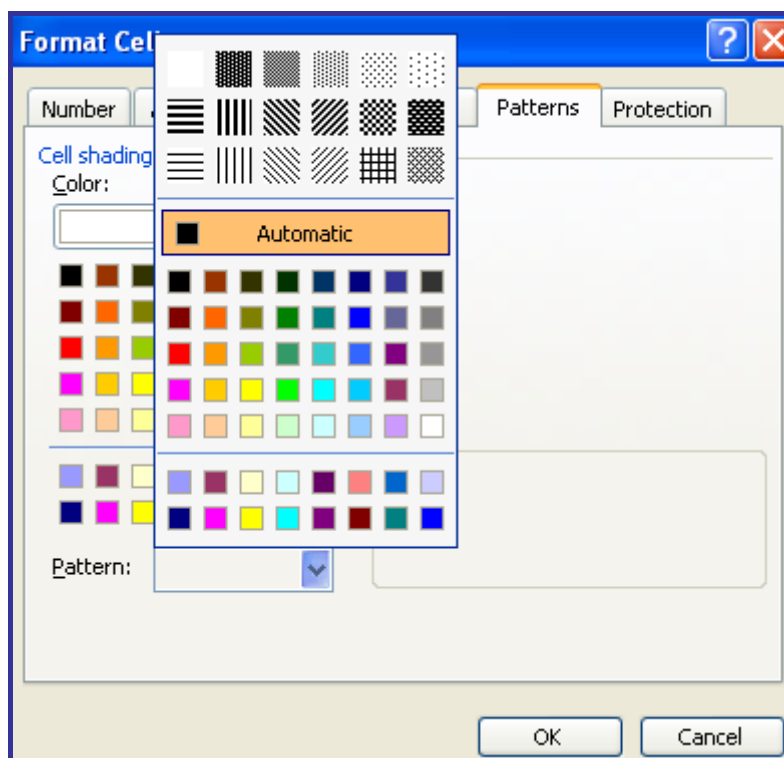 Format Cel
Number Patterns Protection
Cell shading
Color:
Automatic
Pattern:
OK Cancel